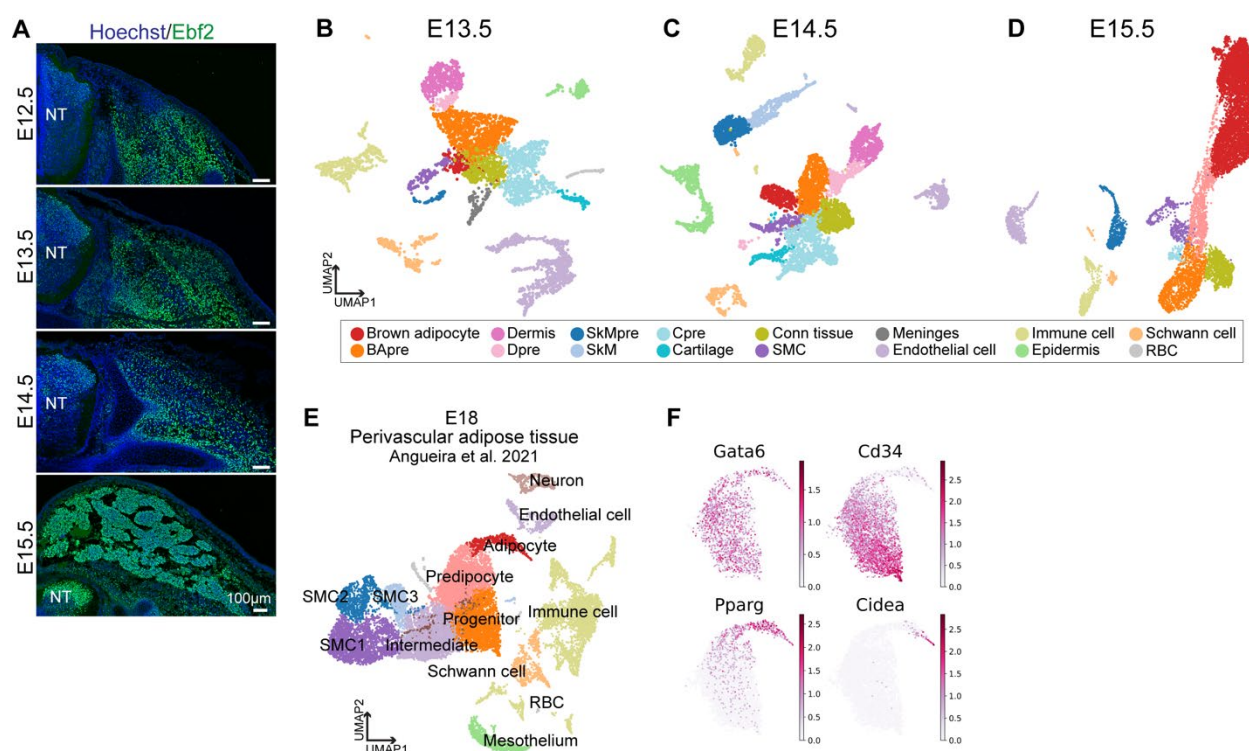 A
Hoechst/Ebf2
E12.5
NT
E13.5
NT
E14.5
NT
E15.5
NT
100μm
B
E13.5
UMAP2
UMAP1
C
E14.5
D
E15.5
Brown adipocyte
Dermis
SkMpre
Cpre
Conn tissue
Meninges
Immune cell
Schwann cell
BApre
Dpre
SkM
Cartilage
SMC
Endothelial cell
Epidermis
RBC
E
E18
Perivascular adipose tissue
Angueira et al. 2021
Neuron
Endothelial cell
Adipocyte
Predipocyte
SMC2
SMC3
Immune cell
Progenitor
SMC1
Intermediate
Schwann cell
RBC
Mesothelium
UMAP2
UMAP1
F
Gata6
1.5
1.0
0.5
0.0
Cd34
2.5
2.0
1.5
1.0
0.5
0.0
Pparg
2.5
2.0
1.5
1.0
0.5
0.0
Cidea
2.5
2.0
1.5
1.0
0.5
0.0